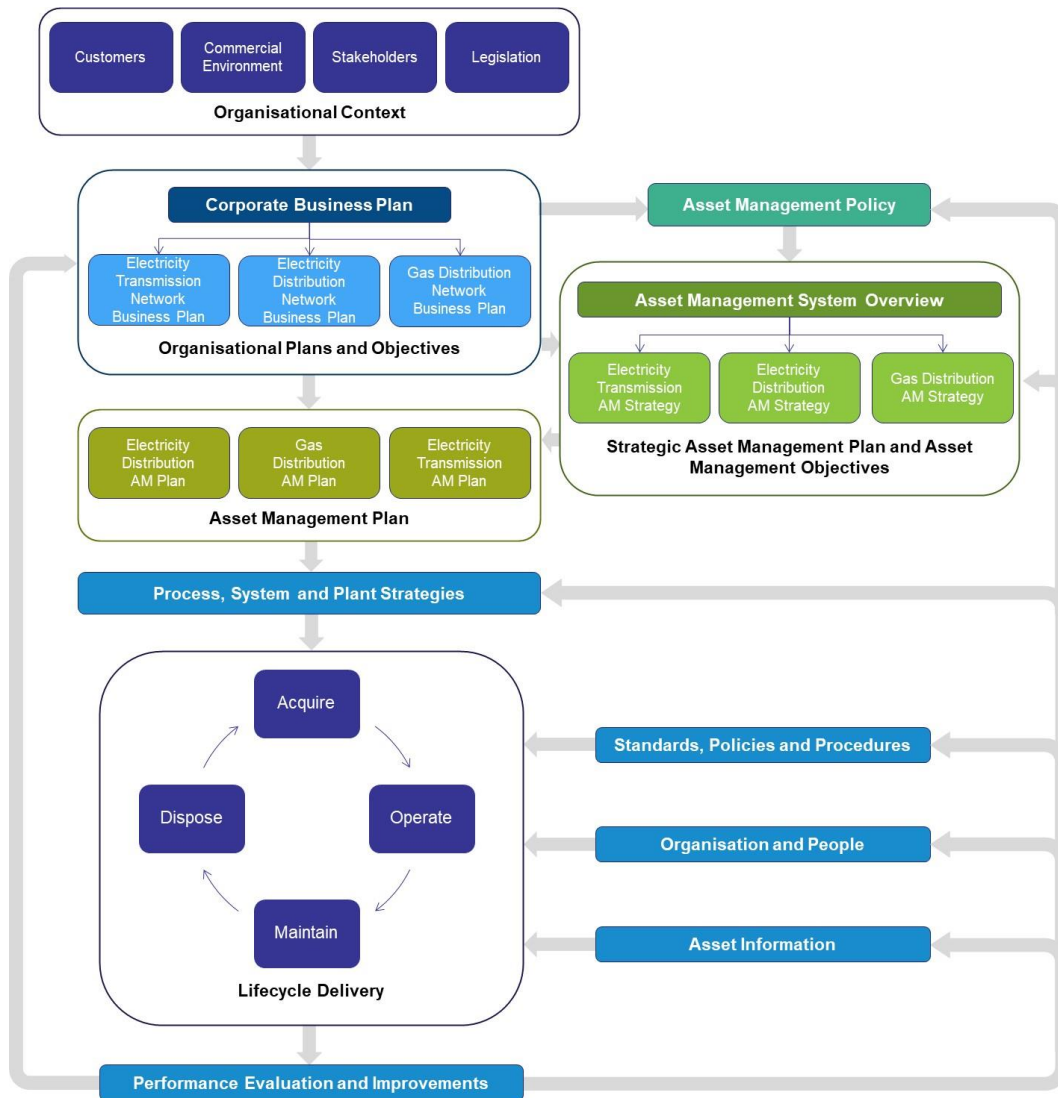 Customers
Commercial
Environment
Stakeholders
Legislation
Organisational Context
Corporate Business Plan
Asset Management Policy
Electricity
Transmission
Network
Business Plan
Electricity
Distribution
Network
Business Plan
Gas Distribution
Network
Business Plan
Organisational Plans and Objectives
Asset Management System Overview
Electricity
Transmission
AM Strategy
Electricity
Distribution
AM Strategy
Gas Distribution
AM Strategy
Strategic Asset Management Plan and Asset
Management Objectives
Electricity
Distribution
AM Plan
Gas
Distribution
AM Plan
Electricity
Transmission
AM Plan
Asset Management Plan
Process, System and Plant Strategies
Acquire
Operate
Maintain
Dispose
Lifecycle Delivery
Standards, Policies and Procedures
Organisation and People
Asset Information
Performance Evaluation and Improvements